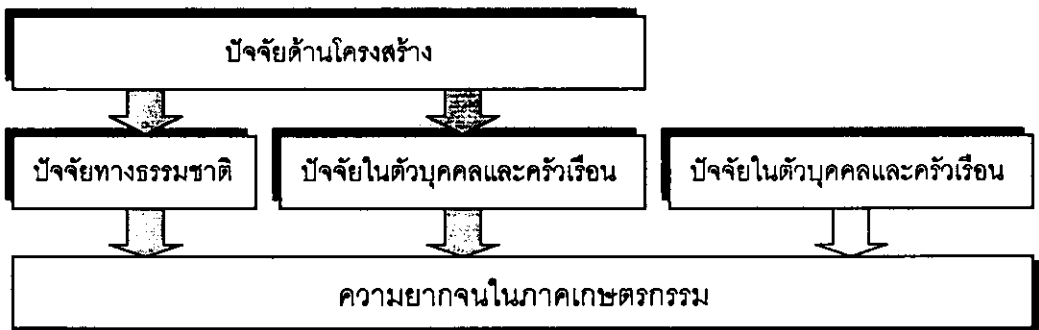 ปัจจัยด้านโครงสร้าง
ปัจจัยทางธรรมชาติ
ปัจจัยในตัวบุคคลและครัวเรือน
ปัจจัยในตัวบุคคลและครัวเรือน
ความยากจนในภาคเกษตรกรรม